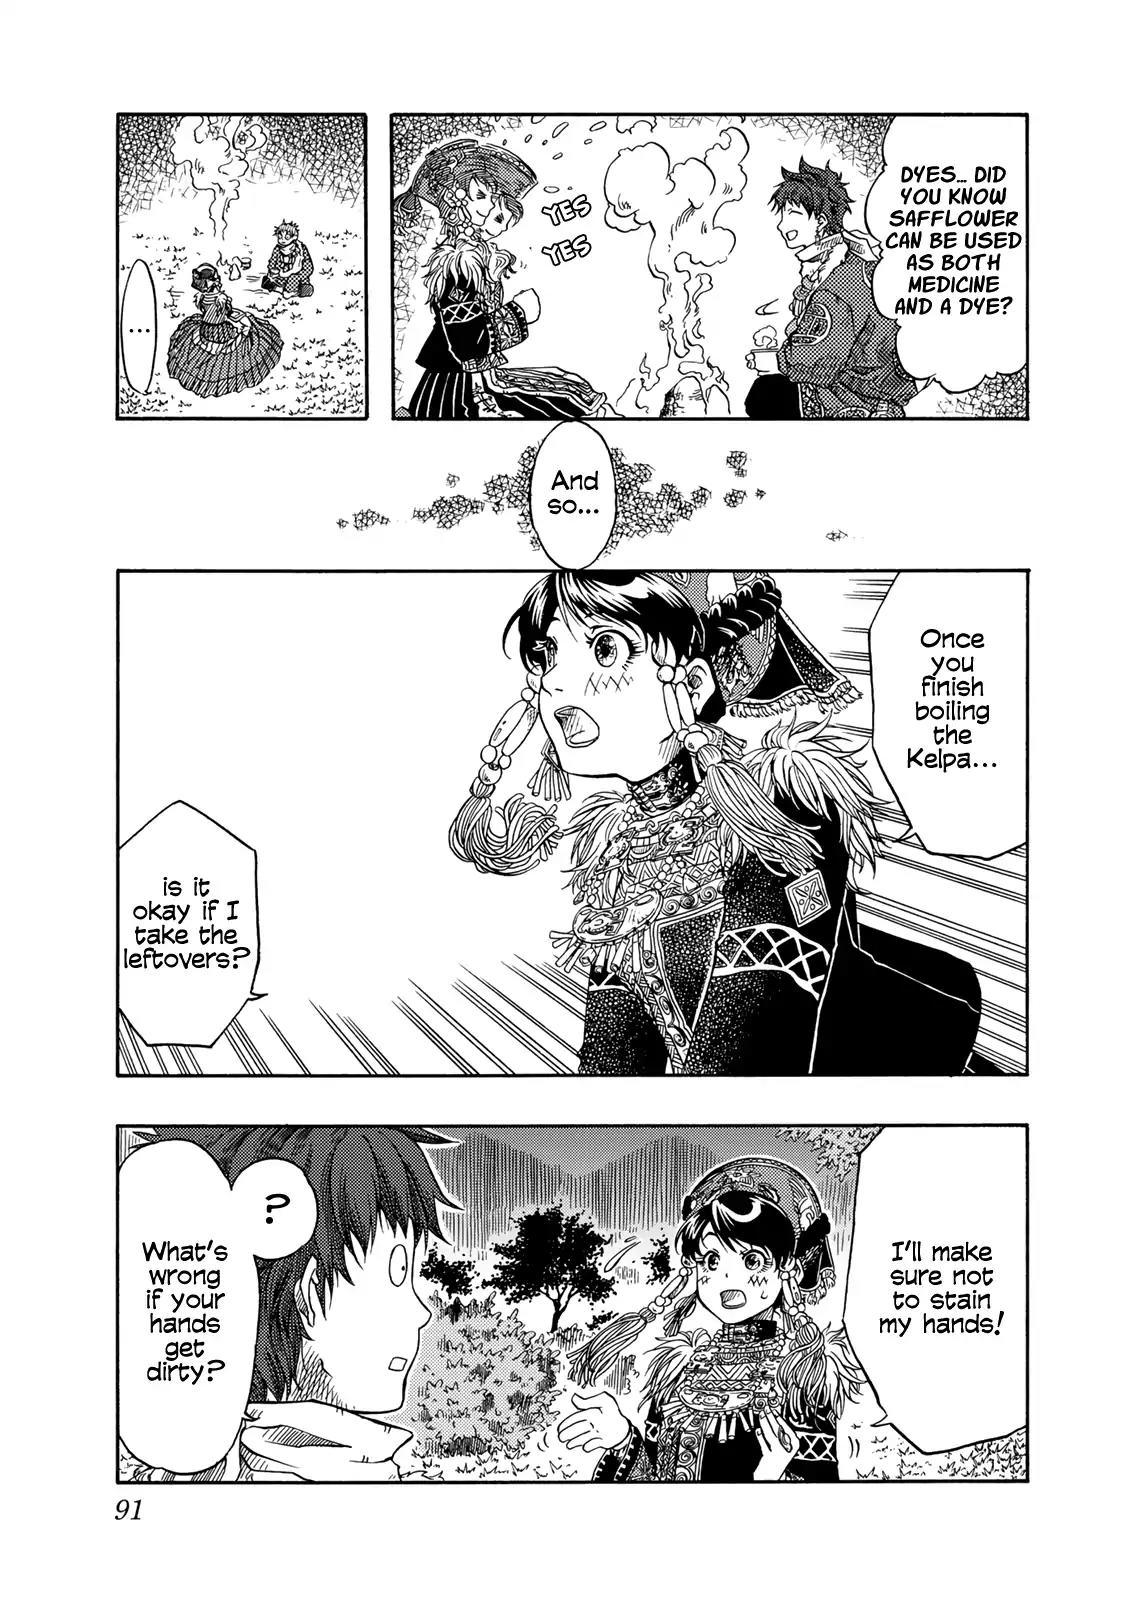 DYES... DID
YOU KNOW
SAFFLOWER
CAN BE USED
AS BOTH
MEDICINE
AND A DYE?
YES
YES
...
And
so...
Once
you
finish
boiling
the
Kelpa...
is it
okay if I
take the
leftovers?
I'll make
sure not
to stain
my hands!
?
What's
wrong
if your
hands
get
dirty?
91